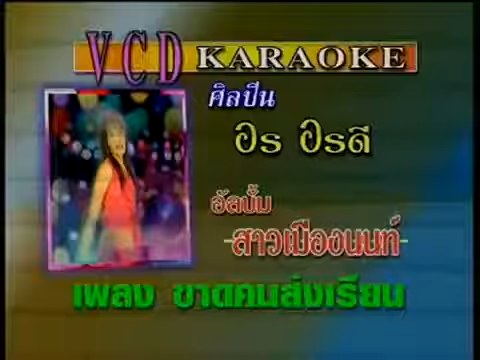 VCD KARAOKE
ศิลปิน
อร อรดี
อัลบั้ม
-สาวเมืองนนท์-
เพลง ขาดคนส่งเรียน